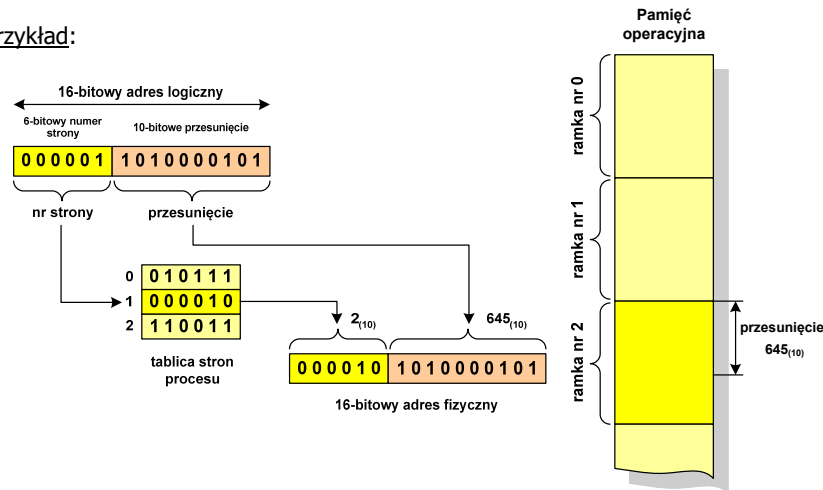 rzykład:
16-bitowy adres logiczny
6-bitowy numer
strony
10-bitowe przesunięcie
0 0 0 0 0 1 1 0 1 0 0 0 0 1 0 1
nr strony
przesunięcie
0 0 1 0 1 1 1
1 0 0 0 0 1 0
2 1 1 0 0 1 1
tablica stron
procesu
2(10)
645(10)
0 0 0 0 1 0 1 0 1 0 0 0 0 1 0 1
16-bitowy adres fizyczny
Pamięć
operacyjna
ramka nr 0
ramka nr 1
ramka nr 2
przesunięcie
645(10)